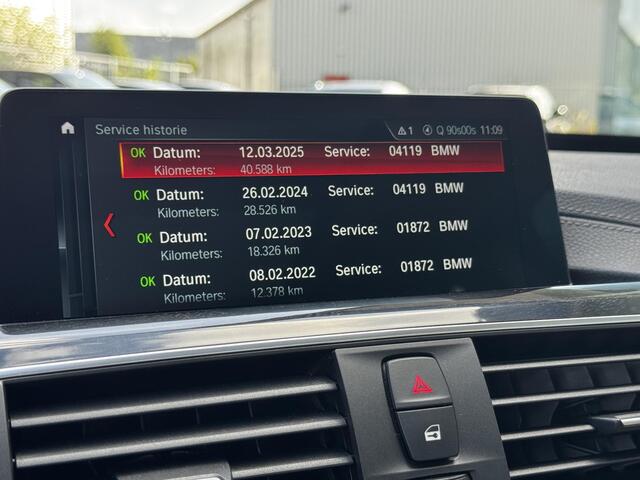 Service historie 1 Q 90s00s 11:09
OK Datum: 12.03.2025 Service: 04119 BMW
Kilometers: 40.588 km
OK Datum: 26.02.2024 Service: 04119 BMW
Kilometers: 28.526 km
OK Datum: 07.02.2023 Service: 01872 BMW
Kilometers: 18.326 km
OK Datum: 08.02.2022 Service: 01872 BMW
Kilometers: 12.378 km